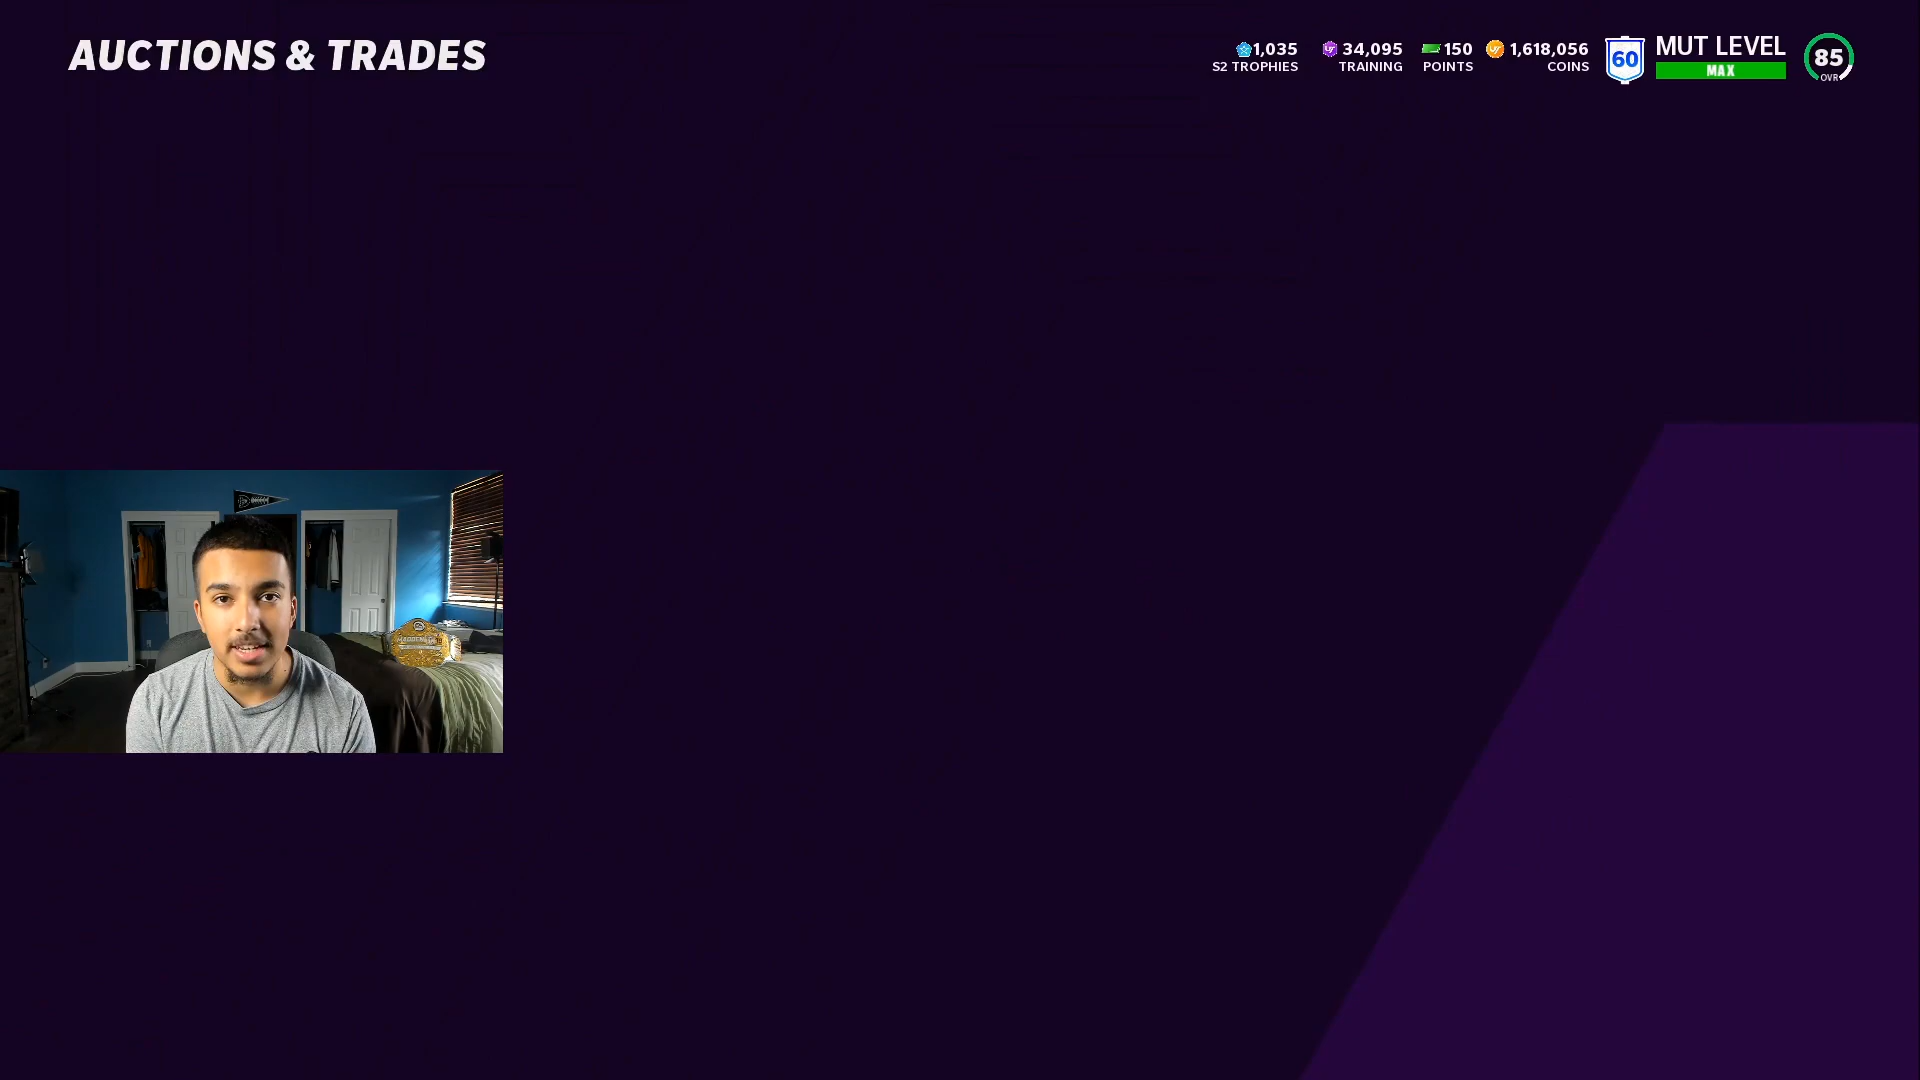 AUCTIONS & TRADES
1,035
S2 TROPHIES
34,095
TRAINING
150
POINTS
1,618,056
COINS
60
MUT LEVEL
MAX
85
OVR
MADDEN